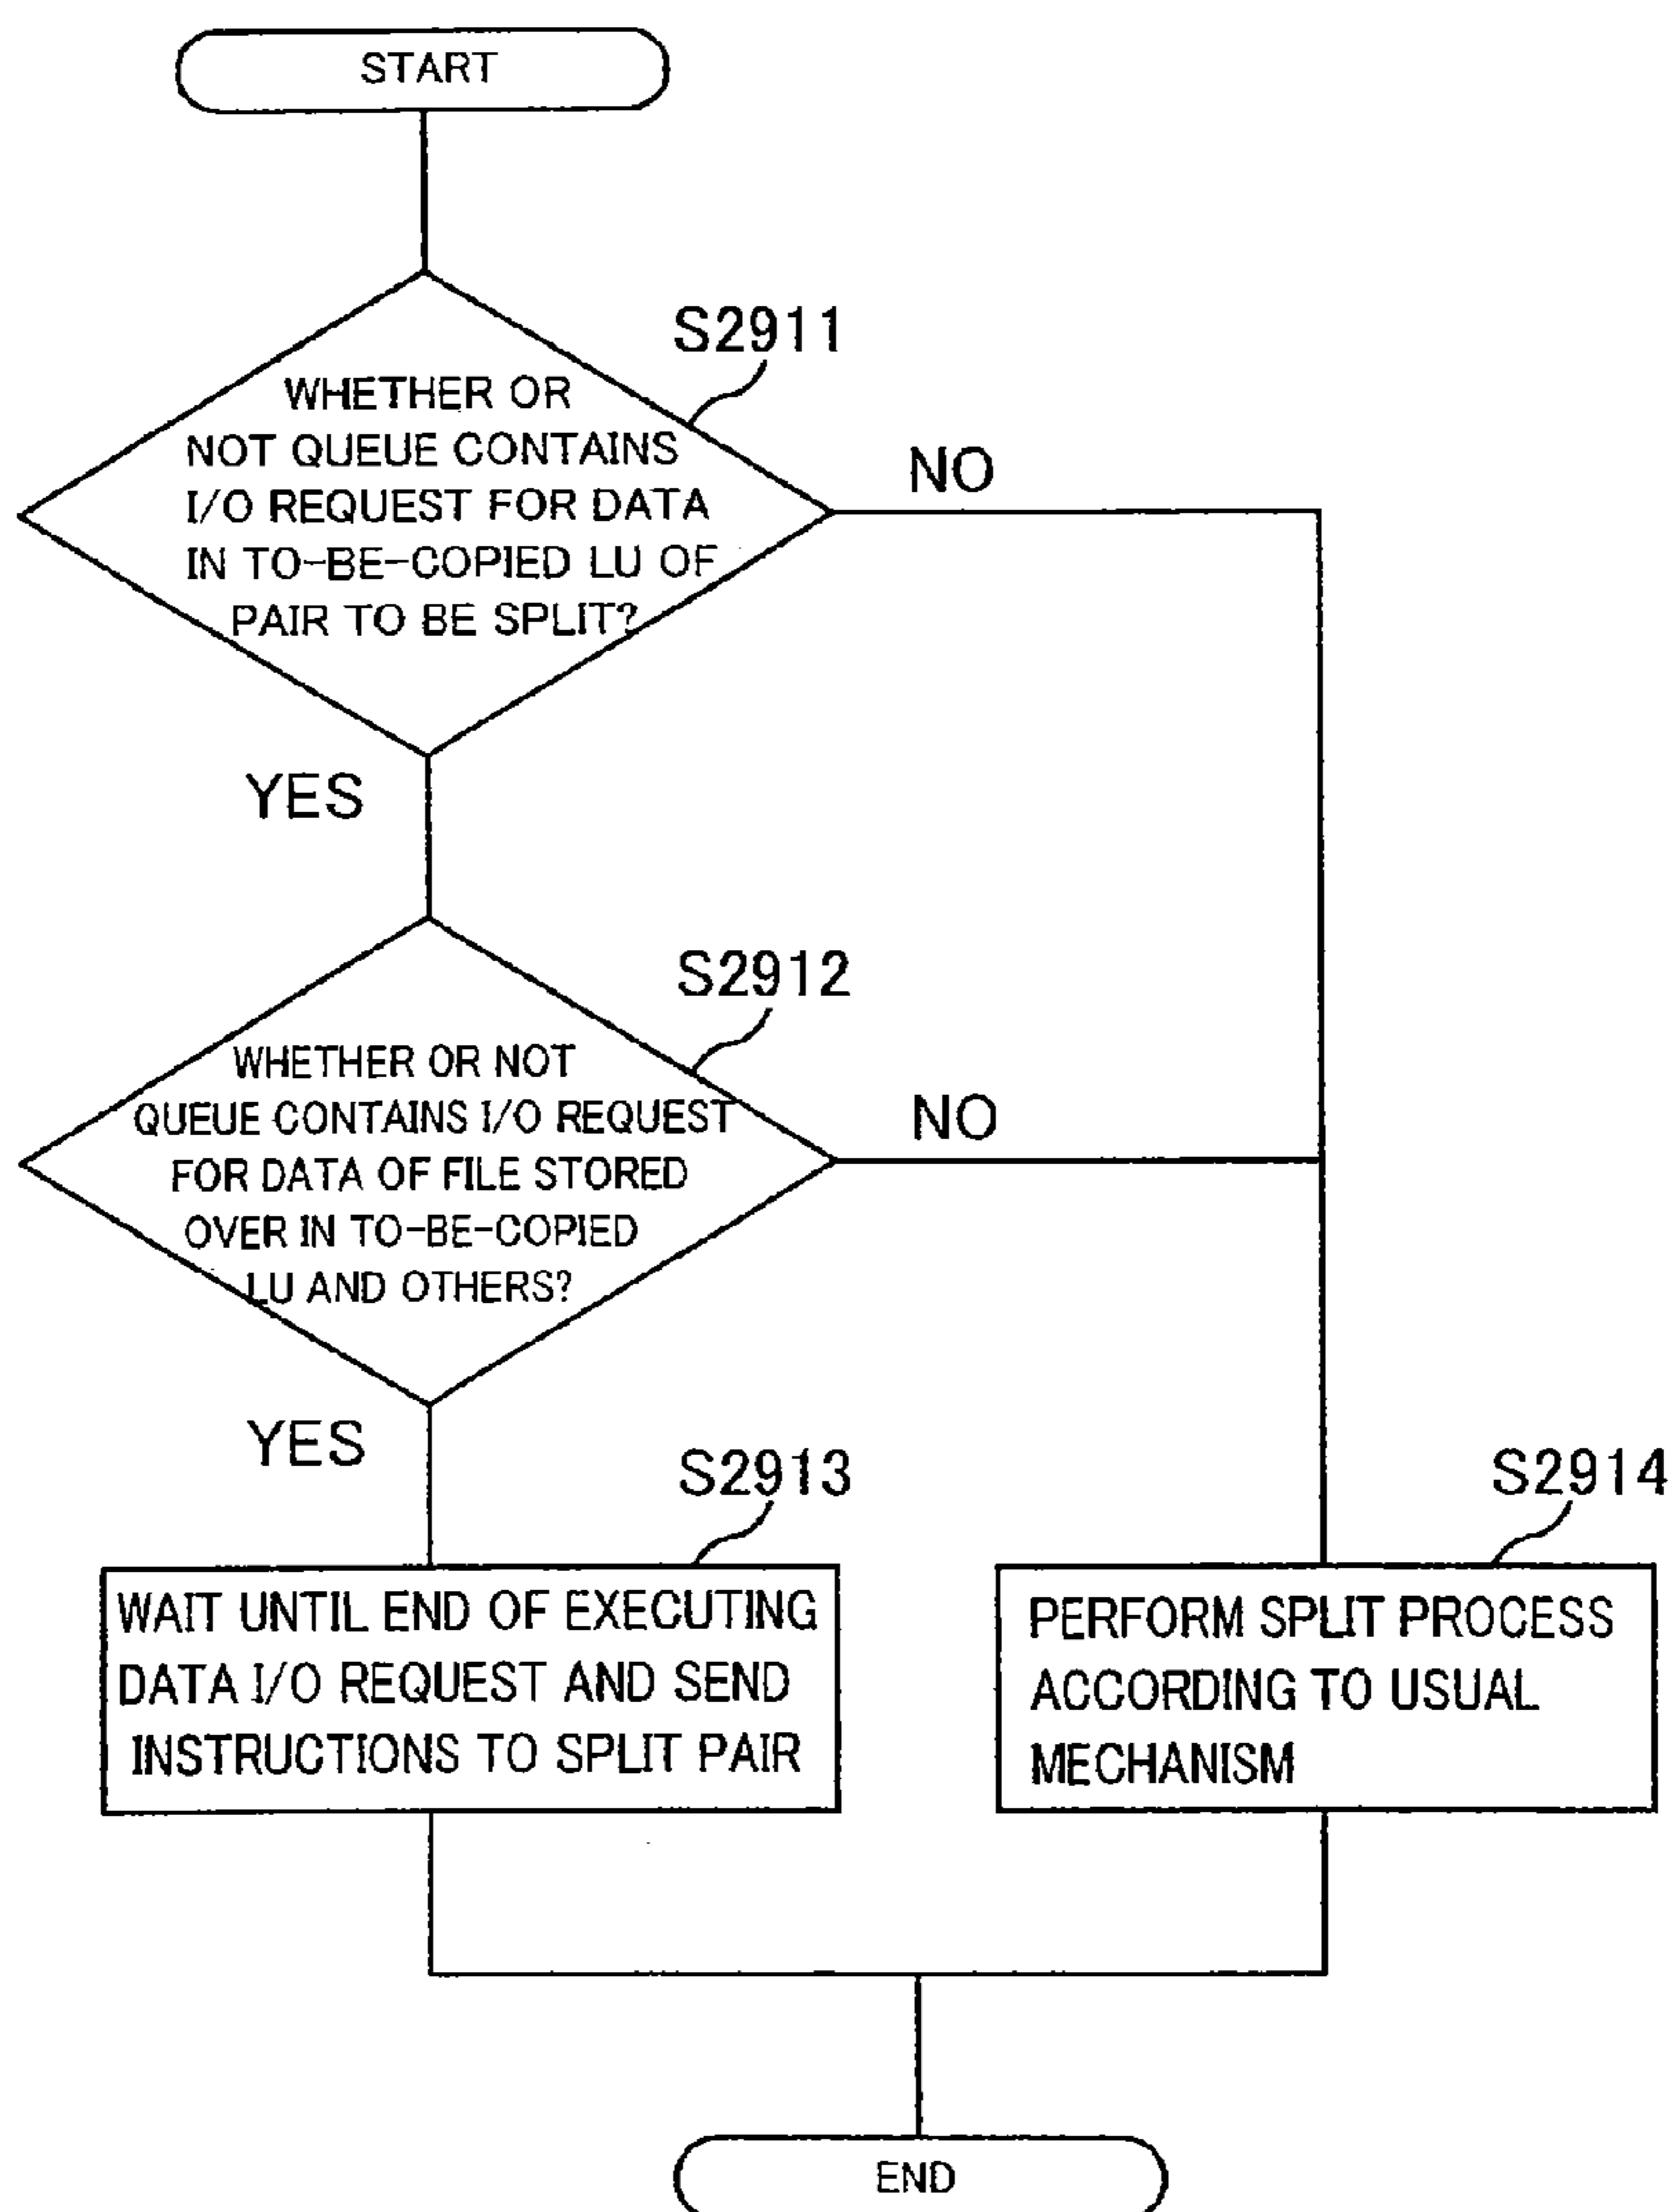 START
S2911
WHETHER OR
NOT QUEUE CONTAINS
I/O REQUEST FOR DATA
IN TO-BE-COPIED LU OF
PAIR TO BE SPLIT?
NO
YES
S2912
WHETHER OR NOT
QUEUE CONTAINS I/O REQUEST
FOR DATA OF FILE STORED
OVER IN TO-BE-COPIED
LU AND OTHERS?
NO
YES
S2913
WAIT UNTIL END OF EXECUTING
DATA I/O REQUEST AND SEND
INSTRUCTIONS TO SPLIT PAIR
S2914
PERFORM SPLIT PROCESS
ACCORDING TO USUAL
MECHANISM
END